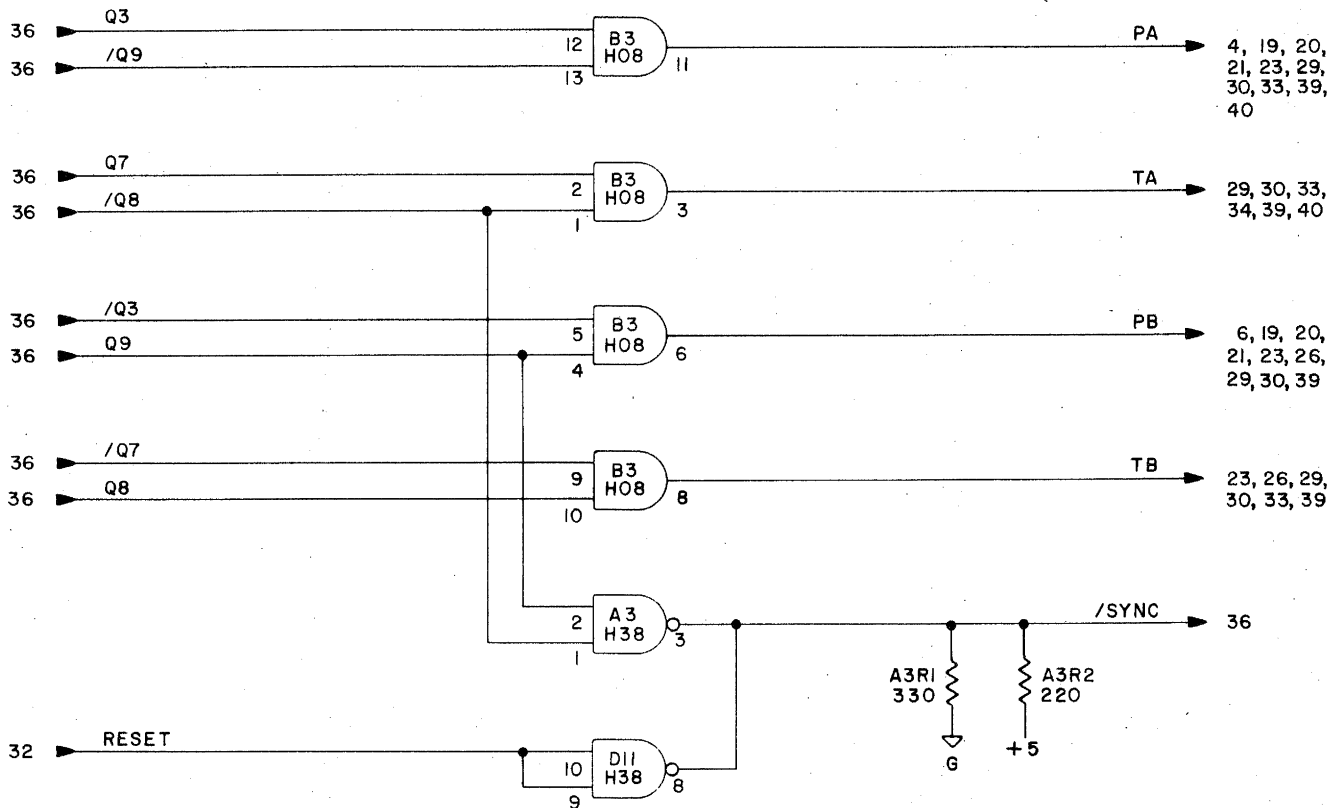 36 Q3
36 /Q9
12
13
B3
H08
11
PA
4, 19, 20,
21, 23, 29,
30, 33, 39,
40
36 Q7
36 /Q8
2
1
B3
H08
3
TA
29, 30, 33,
34, 39, 40
36 /Q3
36 Q9
5
4
B3
H08
6
PB
6, 19, 20,
21, 23, 26,
29, 30, 39
36 /Q7
36 Q8
9
10
B3
H08
8
TB
23, 26, 29,
30, 33, 39
2
1
A3
H38
3
/SYNC
36
A3R1
330
G
A3R2
220
+5
32 RESET
10
9
D11
H38
8